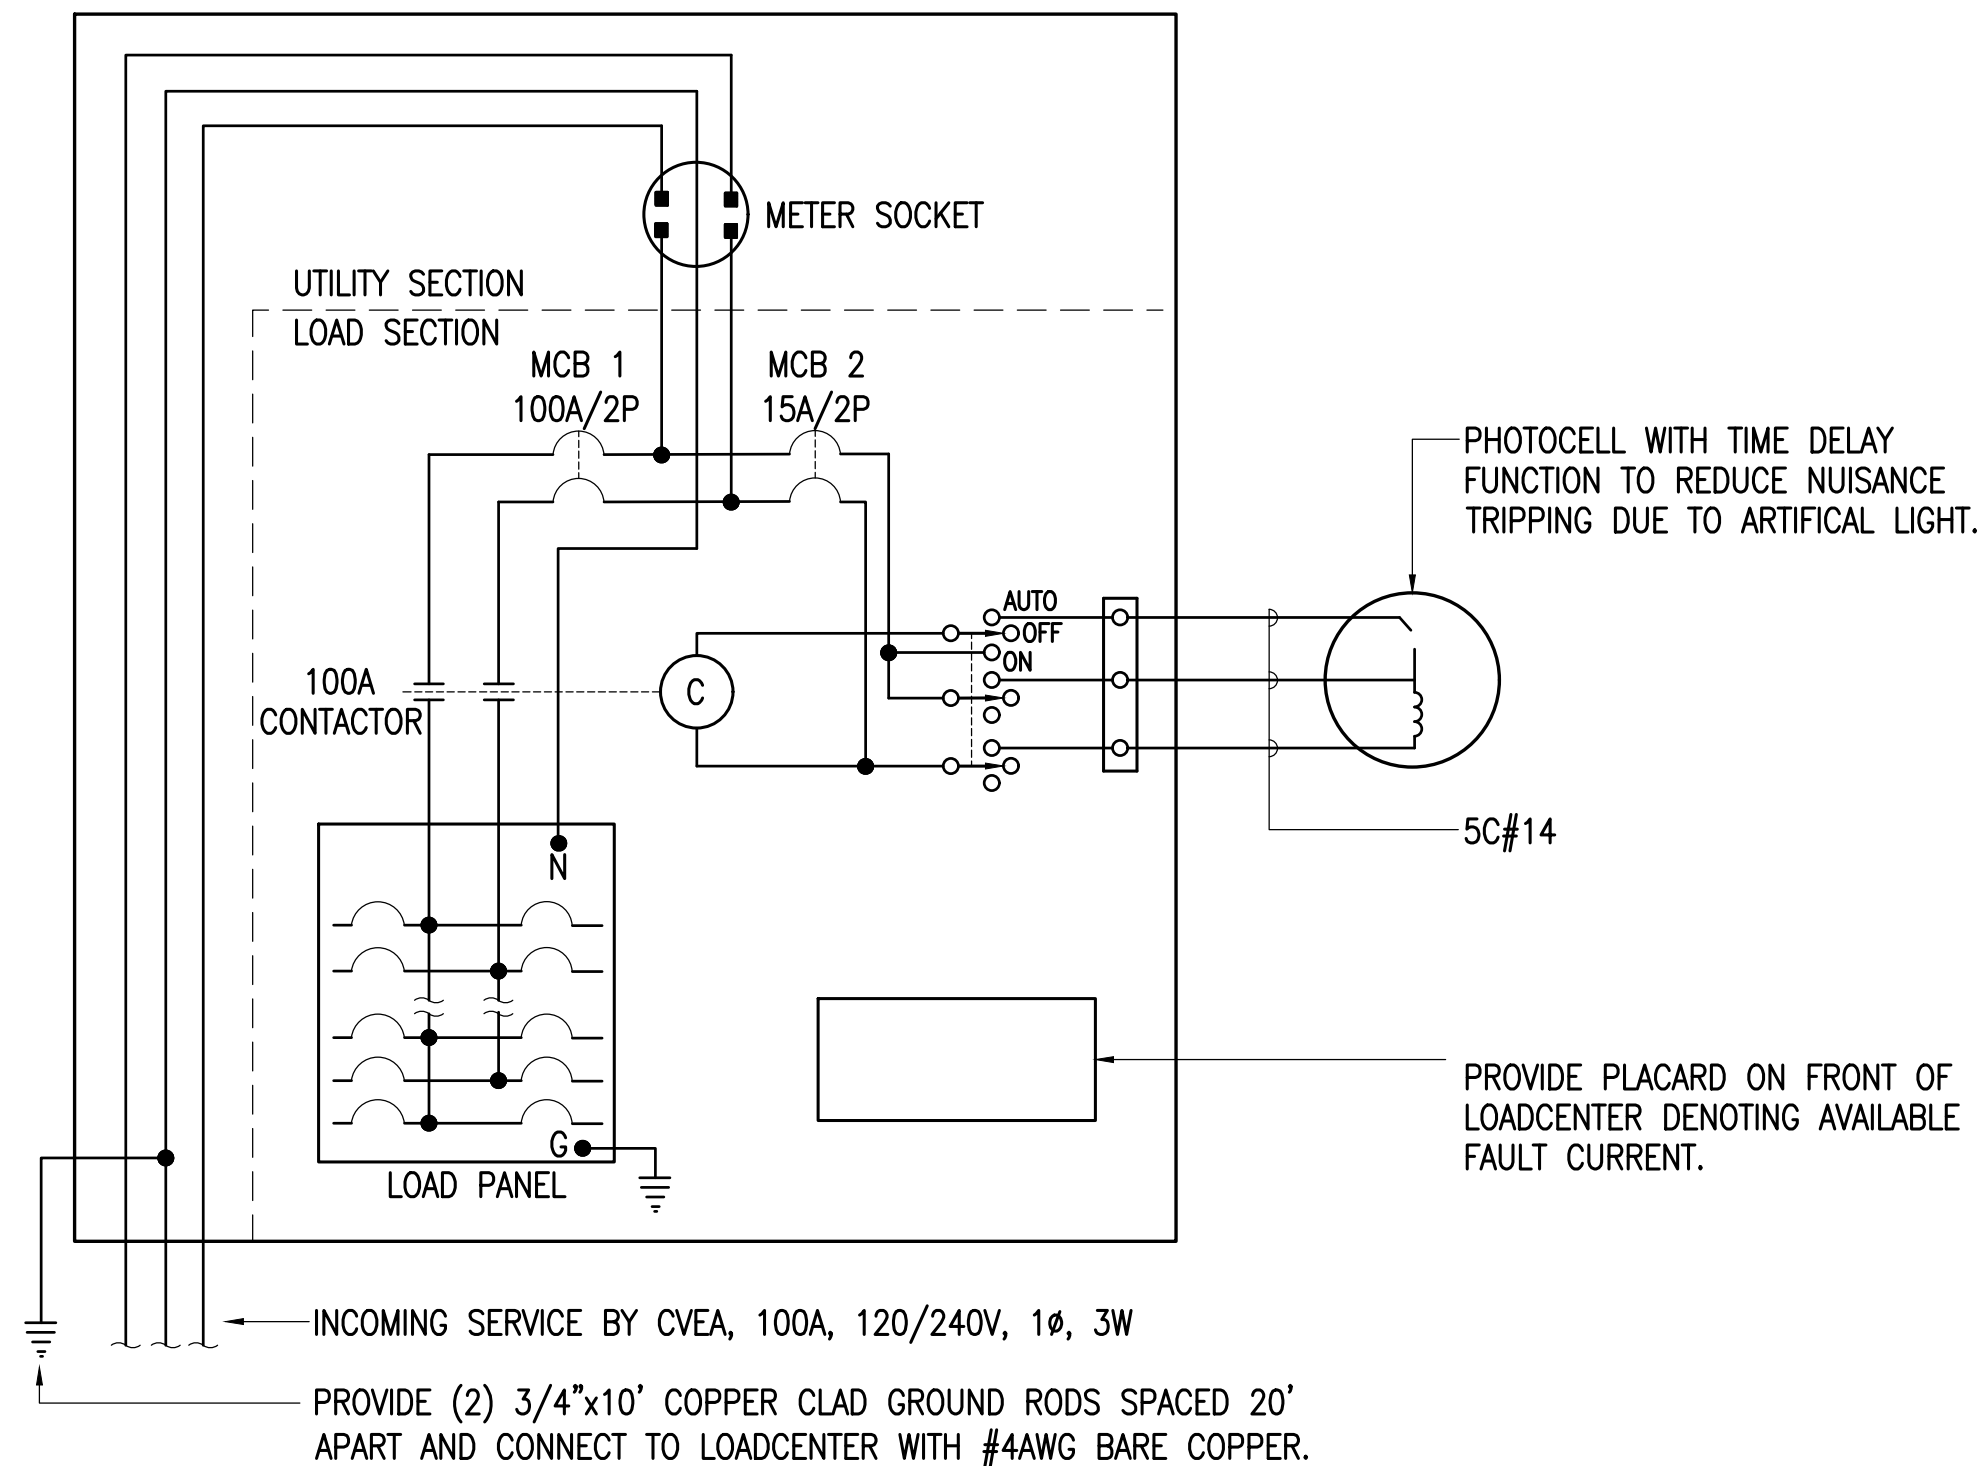 METER SOCKET
UTILITY SECTION
LOAD SECTION
MCB 1
100A/2P
MCB 2
15A/2P
PHOTOCELL WITH TIME DELAY
FUNCTION TO REDUCE NUISANCE
TRIPPING DUE TO ARTIFICAL LIGHT.
AUTO
OFF
ON
100A
CONTACTOR
C
5C#14
N
G
LOAD PANEL
PROVIDE PLACARD ON FRONT OF
LOADCENTER DENOTING AVAILABLE
FAULT CURRENT.
INCOMING SERVICE BY CVEA, 100A, 120/240V, 1ø, 3W
PROVIDE (2) 3/4"x10' COPPER CLAD GROUND RODS SPACED 20'
APART AND CONNECT TO LOADCENTER WITH #4AWG BARE COPPER.